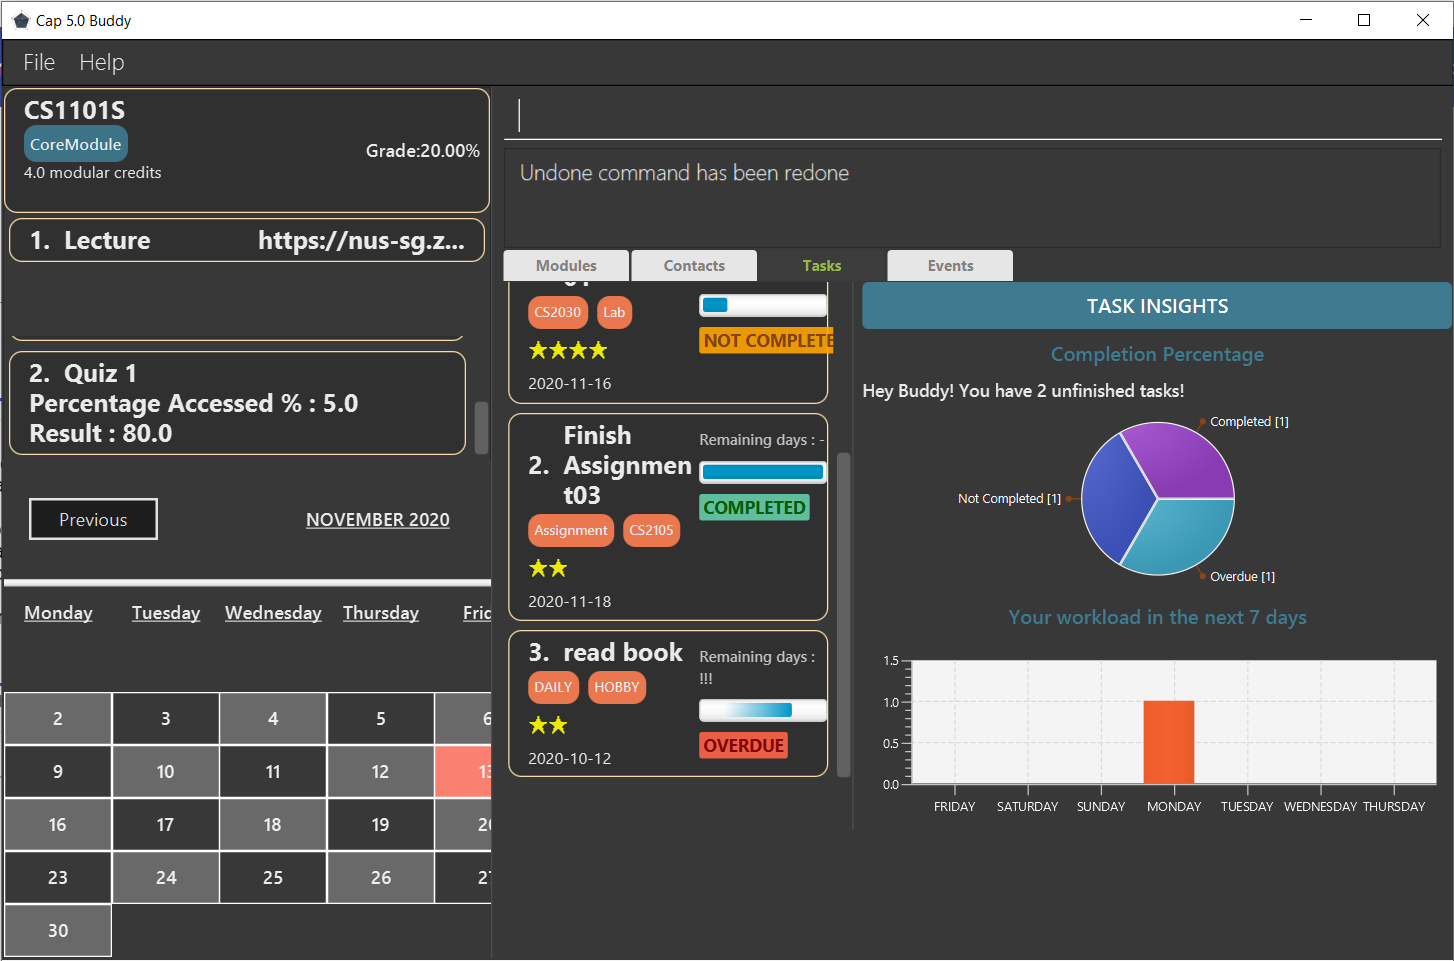 Cap 5.0 Buddy
File Help
CS1101S
CoreModule
Grade:20.00%
4.0 modular credits
1. Lecture https://nus-sg.z...
2. Quiz 1
Percentage Accessed % : 5.0
Result : 80.0
Previous
NOVEMBER 2020
Monday Tuesday Wednesday Thursday Frid
2 3 4 5 6
9 10 11 12 13
16 17 18 19 20
23 24 25 26 27
30
Undone command has been redone
Modules Contacts Tasks Events
CS2030 Lab
NOT COMPLETE
2020-11-16
2. Finish
Assignmen
t03
Remaining days : -
COMPLETED
Assignment CS2105
2020-11-18
3. read book
Remaining days :
!!!
DAILY HOBBY
OVERDUE
2020-10-12
TASK INSIGHTS
Completion Percentage
Hey Buddy! You have 2 unfinished tasks!
Completed [1]
Not Completed [1]
Overdue [1]
Your workload in the next 7 days
1.5
1.0
0.5
0.0
FRIDAY SATURDAY SUNDAY MONDAY TUESDAY WEDNESDAY THURSDAY